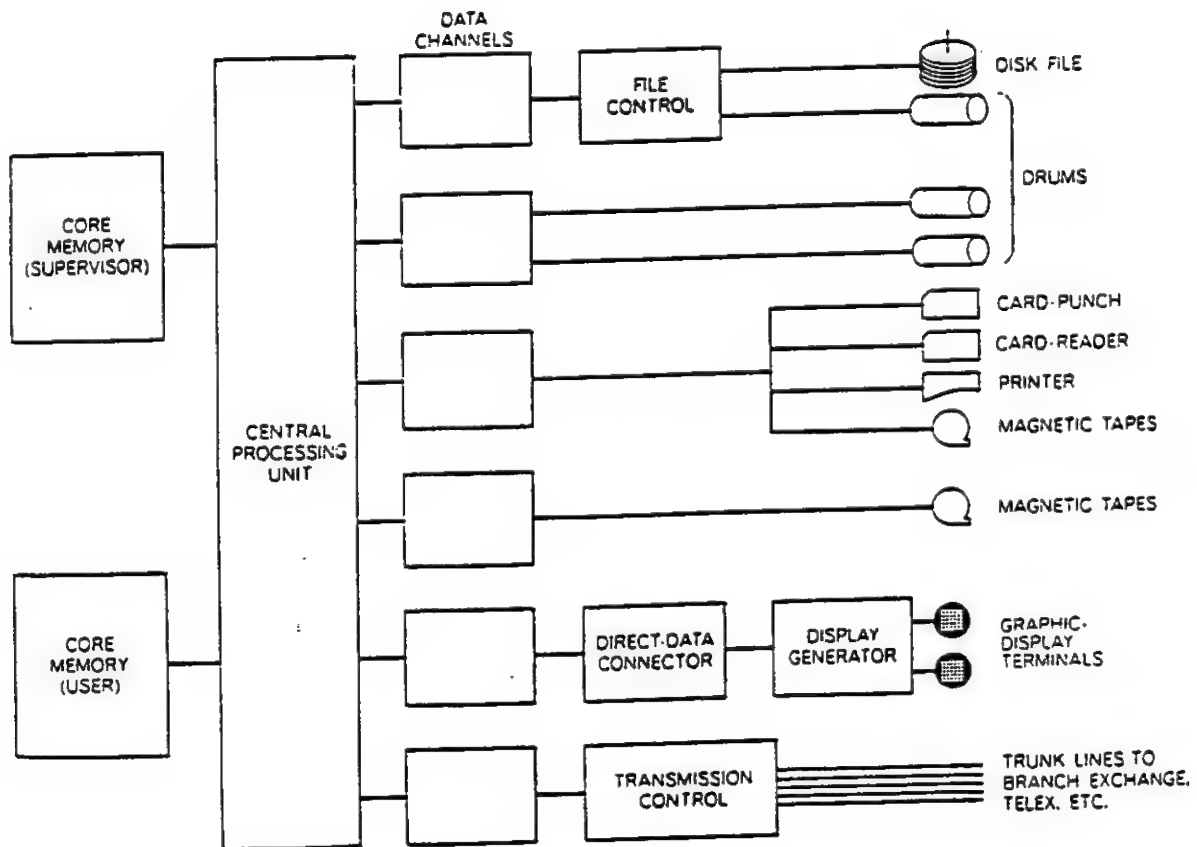 DATA
CHANNELS
FILE
CONTROL
DISK FILE
DRUMS
CORE
MEMORY
(SUPERVISOR)
CARD-PUNCH
CARD-READER
PRINTER
MAGNETIC TAPES
CENTRAL
PROCESSING
UNIT
MAGNETIC TAPES
CORE
MEMORY
(USER)
DIRECT-DATA
CONNECTOR
DISPLAY
GENERATOR
GRAPHIC-
DISPLAY
TERMINALS
TRANSMISSION
CONTROL
TRUNK LINES TO
BRANCH EXCHANGE,
TELEX, ETC.